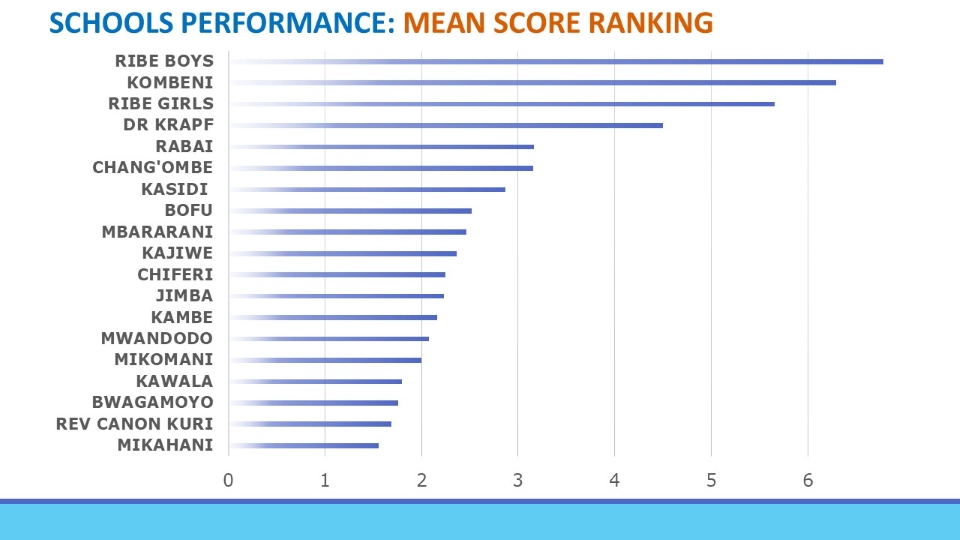 SCHOOLS PERFORMANCE: MEAN SCORE RANKING
RIBE BOYS
KOMBENI
RIBE GIRLS
DR KRAPF
RABAI
CHANG'OMBE
KASIDI
BOFU
MBARARANI
KAJIWE
CHIFERI
JIMBA
KAMBE
MWANDODO
MIKOMANI
KAWALA
BWAGAMOYO
REV CANON KURI
MIKAHANI
0 1 2 3 4 5 6